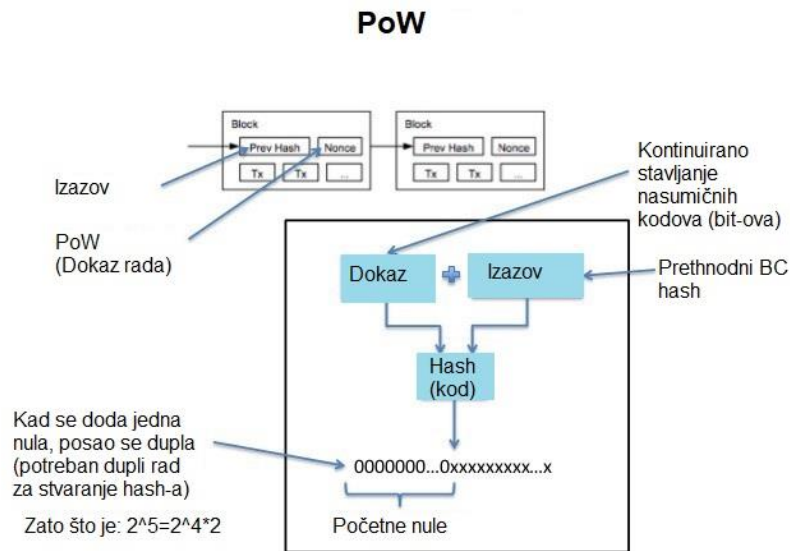 PoW
Block
Prev Hash
Nonce
Tx
Tx
...
Block
Prev Hash
Nonce
Tx
Tx
...
Izazov
PoW
(Dokaz rada)
Kontinuirano
stavljanje
nasumičnih
kodova (bit-ova)
Dokaz
Izazov
Prethnodni BC
hash
Hash
(kod)
Kad se doda jedna
nula, posao se dupla
(potreban dupli rad
za stvaranje hash-a)
0000000...0xxxxxxxxx...x
Zato što je: 2^5=2^4*2
Početne nule